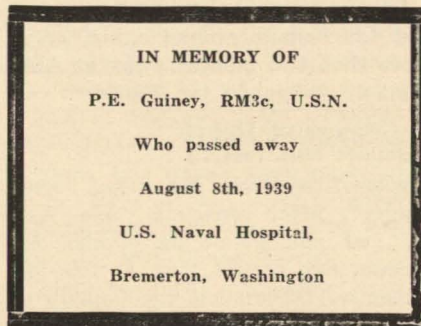 IN MEMORY OF
P.E. Guiney, RM3c, U.S.N.
Who passed away
August 8th, 1939
U.S. Naval Hospital,
Bremerton, Washington